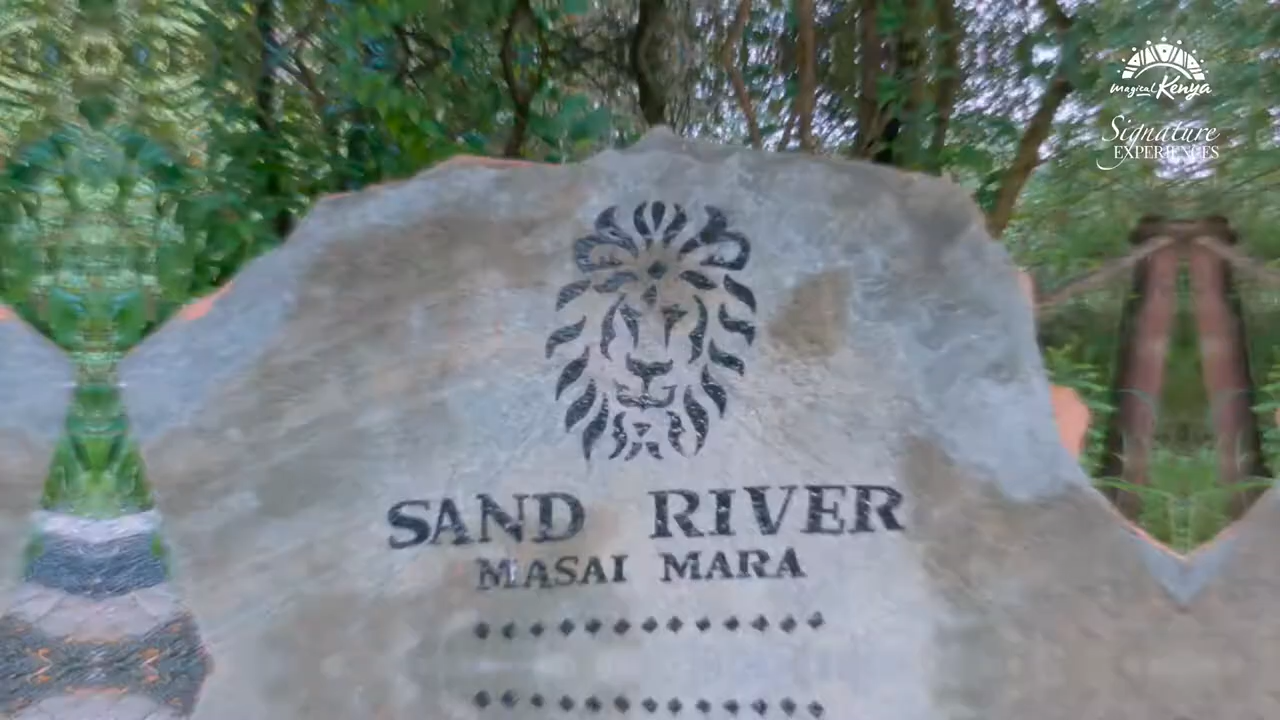 magical Kenya
Signature
EXPERIENCES
SAND RIVER
MASAI MARA